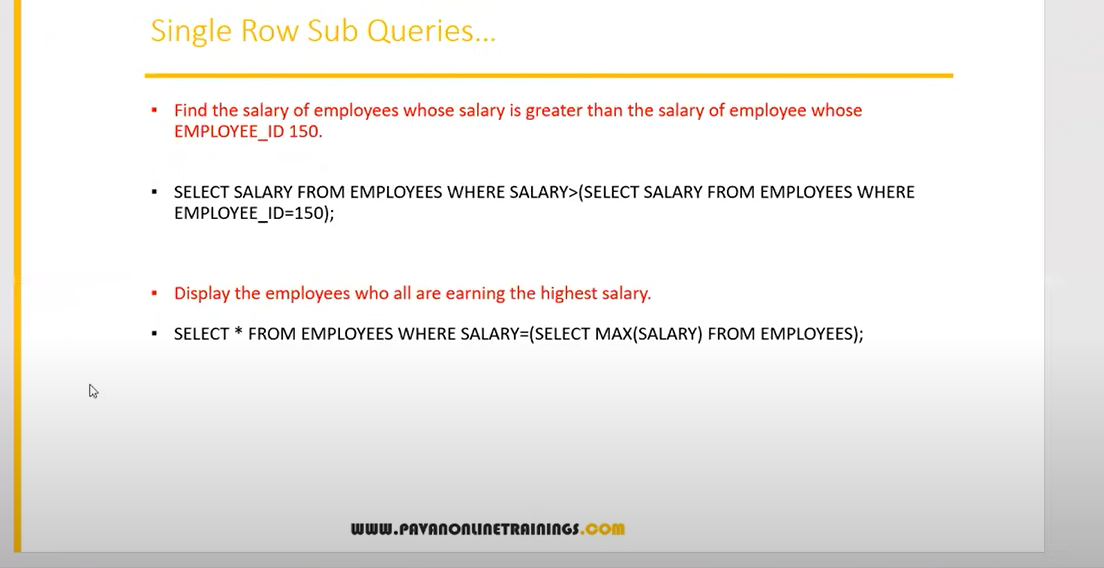 Single Row Sub Queries...
▪ Find the salary of employees whose salary is greater than the salary of employee whose
EMPLOYEE_ID 150.
▪ SELECT SALARY FROM EMPLOYEES WHERE SALARY>(SELECT SALARY FROM EMPLOYEES WHERE
EMPLOYEE_ID=150);
▪ Display the employees who all are earning the highest salary.
▪ SELECT * FROM EMPLOYEES WHERE SALARY=(SELECT MAX(SALARY) FROM EMPLOYEES);
WWW.PAVANONLINETRAININGS.COM